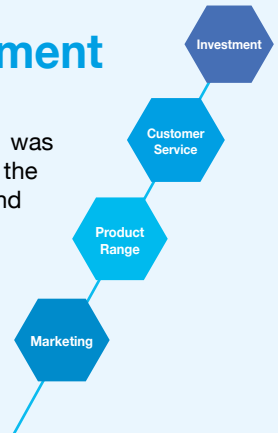 ment
Investment
was
the
nd
Customer
Service
Product
Range
Marketing